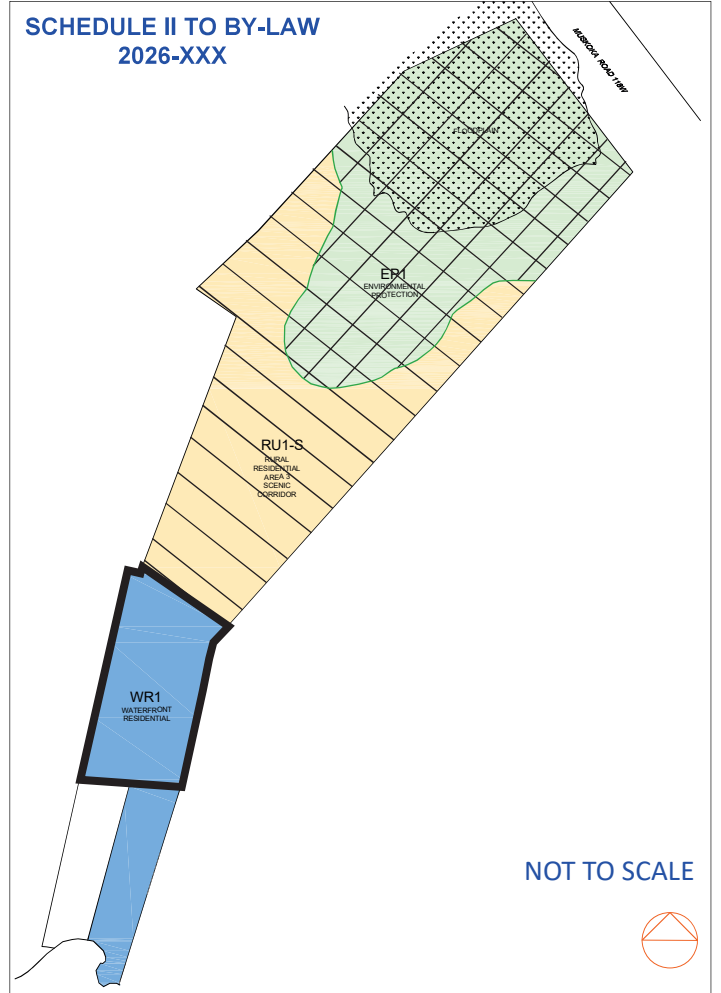 SCHEDULE II TO BY-LAW
2026-XXX
MUSKOKA ROAD 118W
FLOODPLAIN
EP1
ENVIRONMENTAL
PROTECTION
RU1-S
RURAL
RESIDENTIAL
AREA 3
SCENIC
CORRIDOR
WR1
WATERFRONT
RESIDENTIAL
NOT TO SCALE